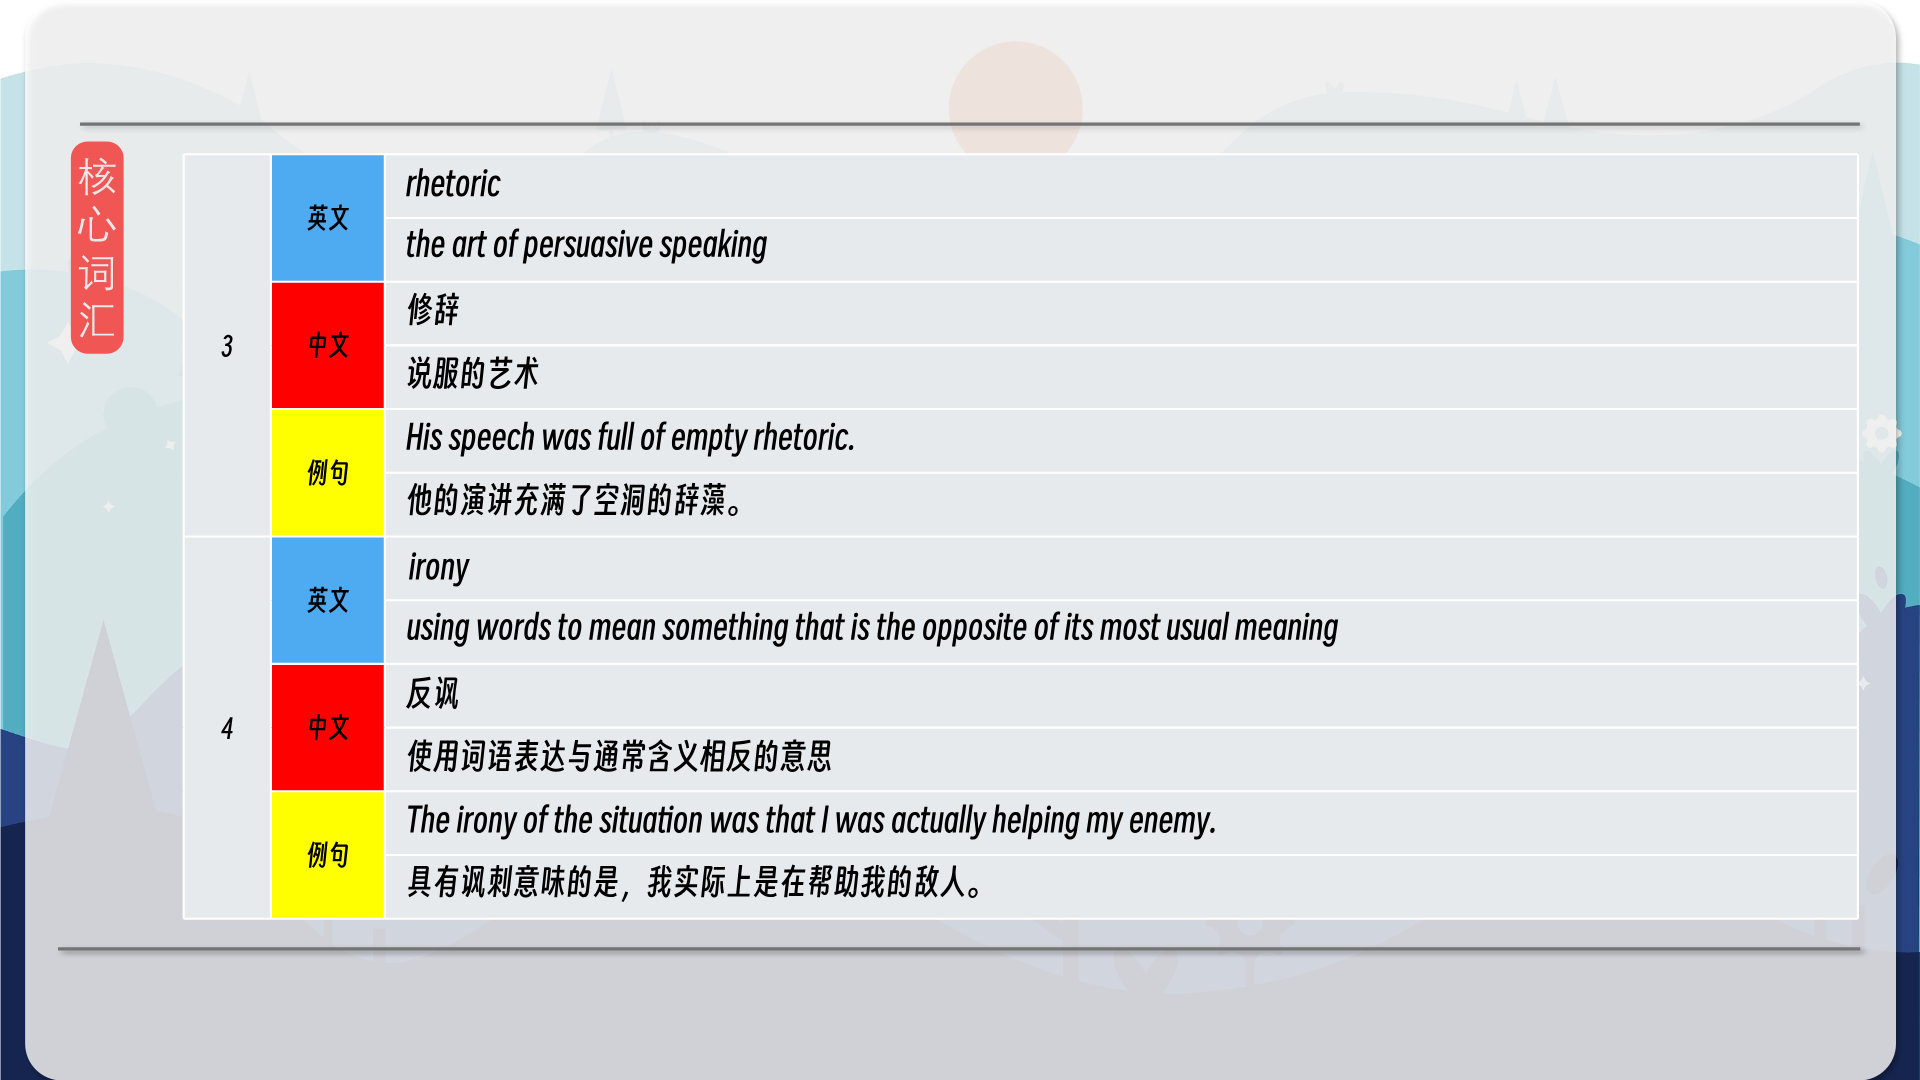 核
心
词
汇
3
英文
rhetoric
the art of persuasive speaking
中文
修辞
说服的艺术
例句
His speech was full of empty rhetoric.
他的演讲充满了空洞的辞藻。
4
英文
irony
using words to mean something that is the opposite of its most usual meaning
中文
反讽
使用词语表达与通常含义相反的意思
例句
The irony of the situation was that I was actually helping my enemy.
具有讽刺意味的是，我实际上是在帮助我的敌人。